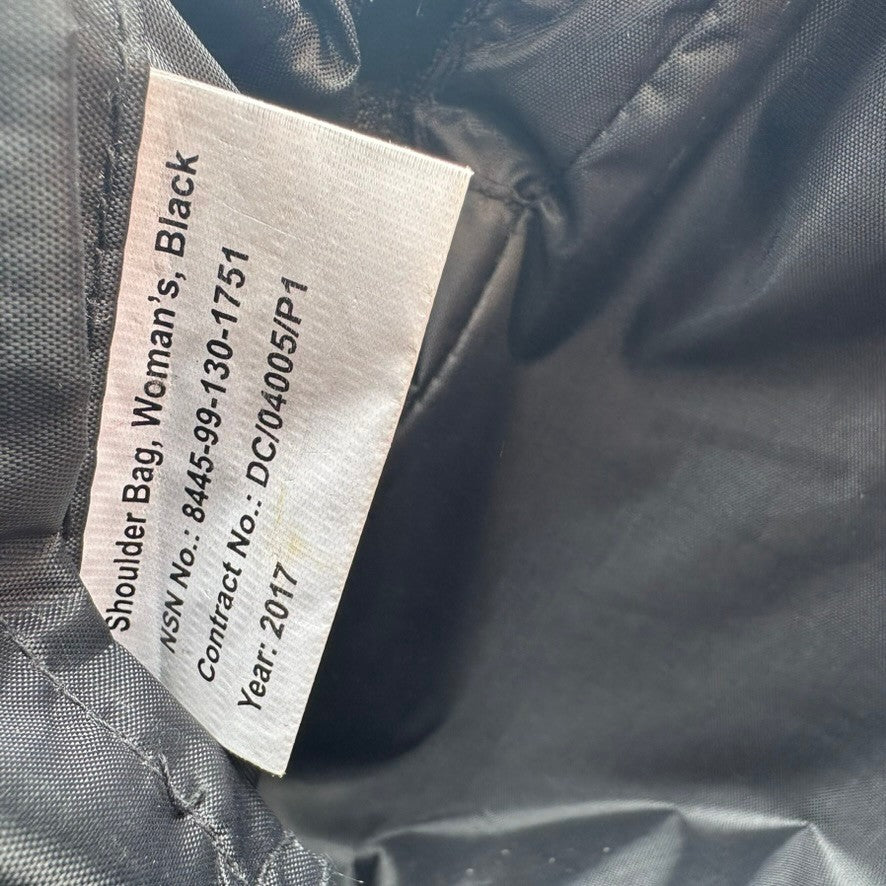 Shoulder Bag, Woman's, Black
NSN No.: 8445-99-130-1751
Contract No.: DC/04005/P1
Year: 2017